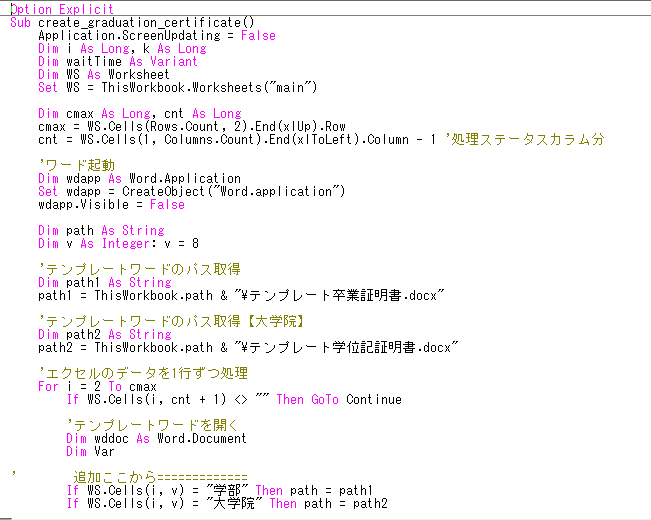 Option Explicit
Sub create_graduation_certificate()
Application.ScreenUpdating = False
Dim i As Long, k As Long
Dim waitTime As Variant
Dim WS As Worksheet
Set WS = ThisWorkbook.Worksheets("main")
Dim cmax As Long, cnt As Long
cmax = WS.Cells(Rows.Count, 2).End(xlUp).Row
cnt = WS.Cells(1, Columns.Count).End(xlToLeft).Column - 1 '処理ステータスカラム分
'ワード起動
Dim wdapp As Word.Application
Set wdapp = CreateObject("Word.application")
wdapp.Visible = False
Dim path As String
Dim v As Integer: v = 8
'テンプレートワードのパス取得
Dim path1 As String
path1 = ThisWorkbook.path & "¥テンプレート卒業証明書.docx"
'テンプレートワードのパス取得【大学院】
Dim path2 As String
path2 = ThisWorkbook.path & "¥テンプレート学位記証明書.docx"
'エクセルのデータを1行ずつ処理
For i = 2 To cmax
If WS.Cells(i, cnt + 1) <> "" Then GoTo Continue
'テンプレートワードを開く
Dim wddoc As Word.Document
Dim Var
' 追加ここから=============
If WS.Cells(i, v) = "学部" Then path = path1
If WS.Cells(i, v) = "大学院" Then path = path2